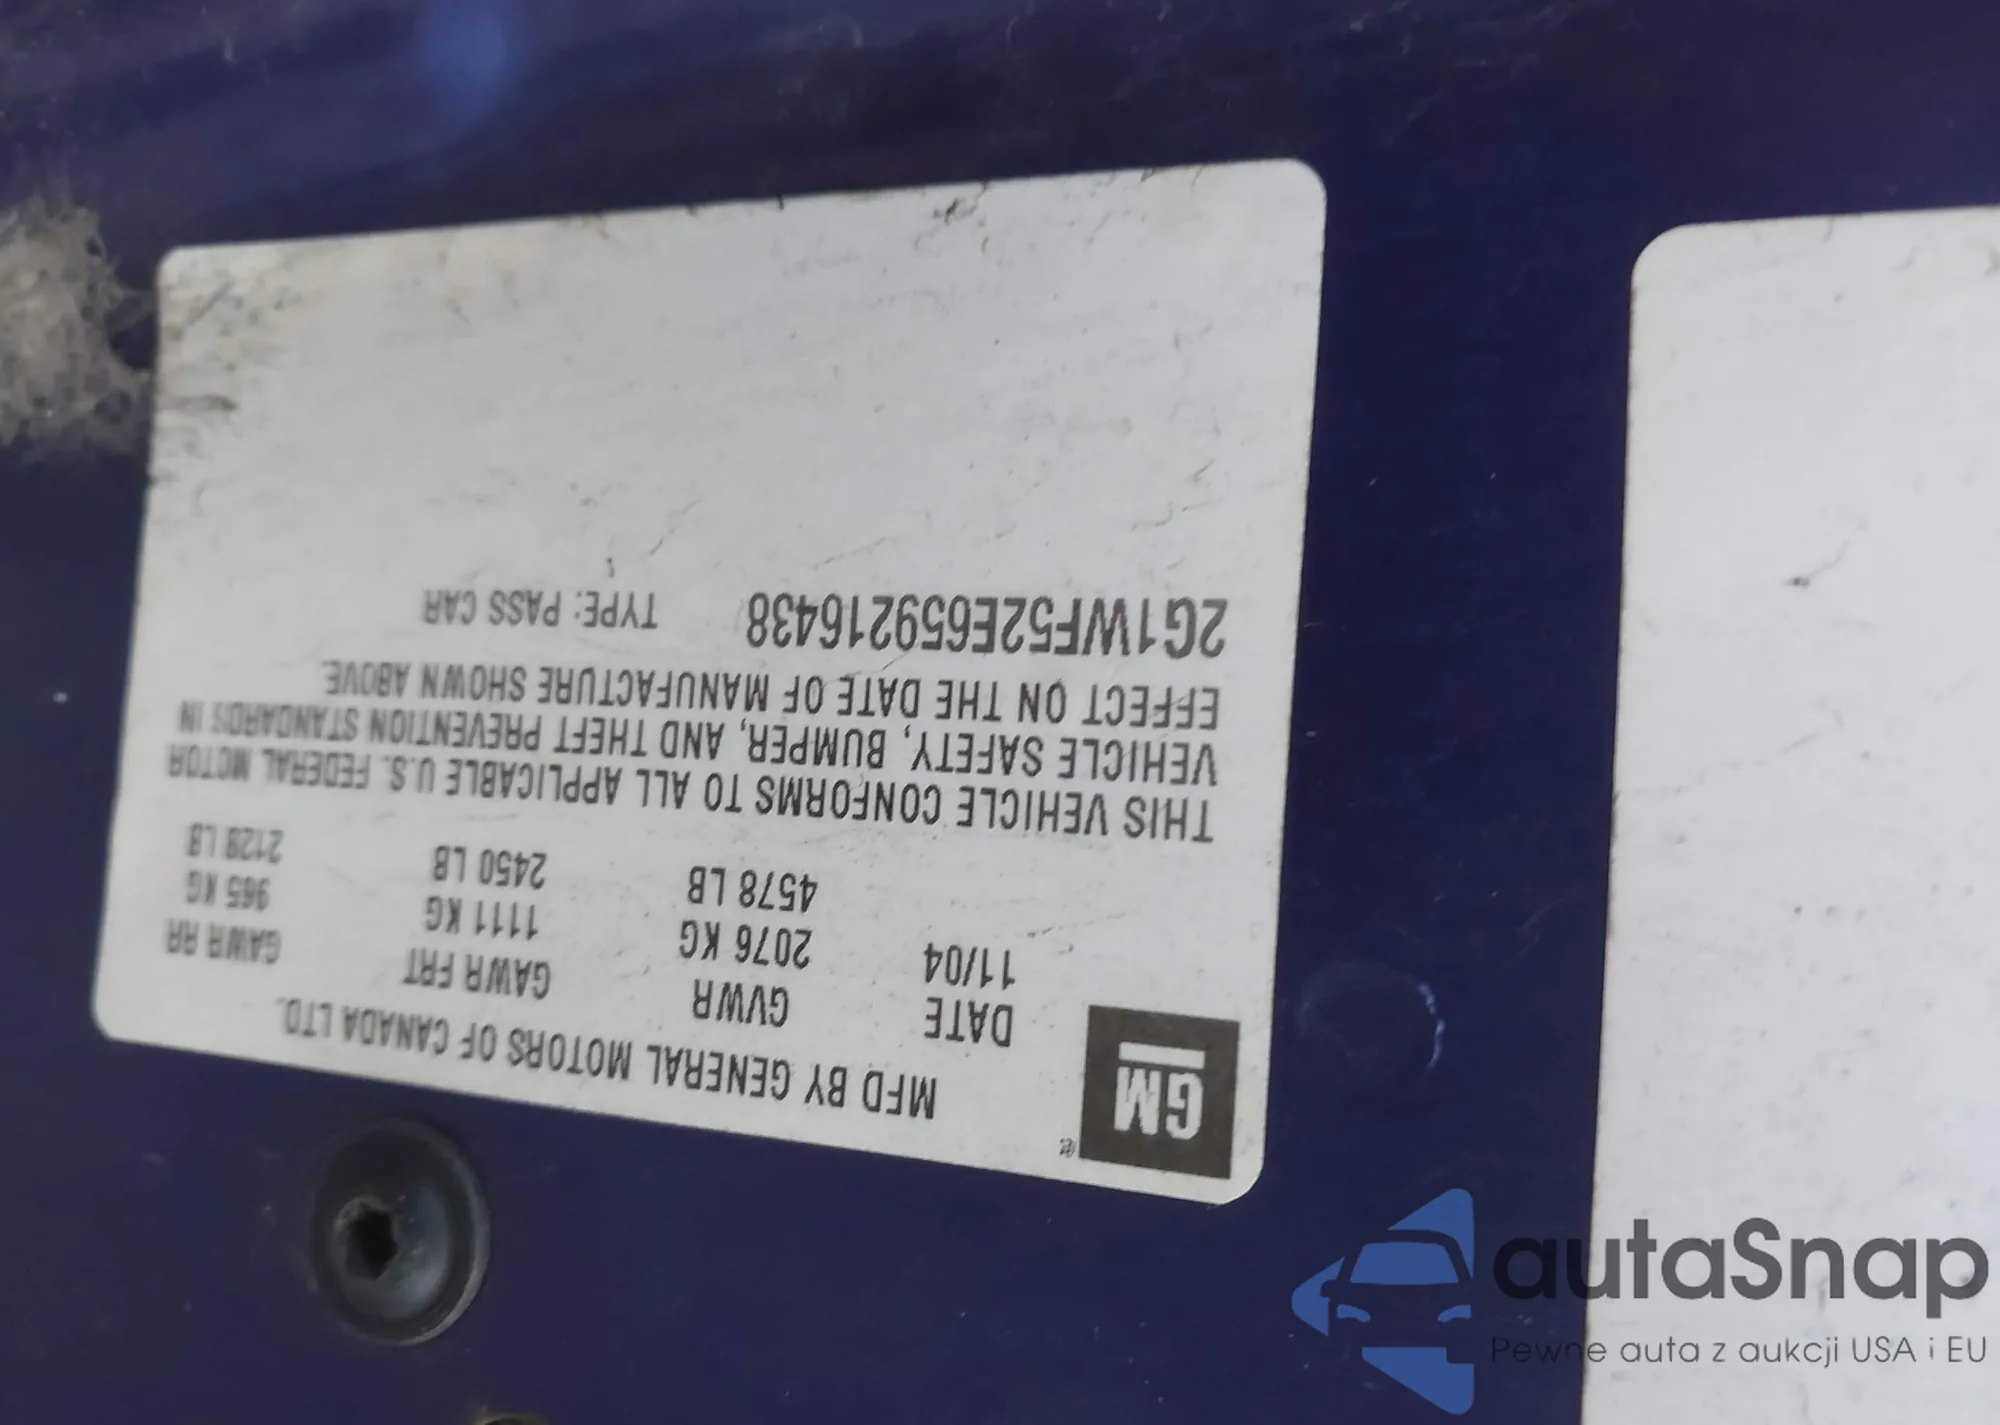 GM
®
MFD BY GENERAL MOTORS OF CANADA LTD.
DATE GVWR GAWR FRT GAWR RR
11/04 2076 KG 1111 KG 965 KG
4578 LB 2450 LB 2128 LB
THIS VEHICLE CONFORMS TO ALL APPLICABLE U.S. FEDERAL MOTOR
VEHICLE SAFETY, BUMPER, AND THEFT PREVENTION STANDARDS IN
EFFECT ON THE DATE OF MANUFACTURE SHOWN ABOVE.
2G1WF52E659216438 TYPE: PASS CAR
autaSnap
Pewne auta z aukcji USA i EU